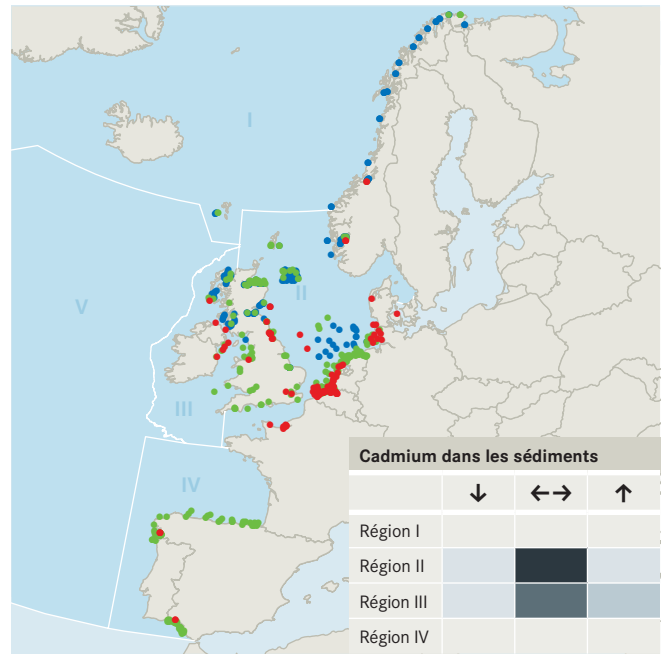 I
II
V
III
IV
Cadmium dans les sédiments
↓ ←→ ↑
Région I
Région II
Région III
Région IV